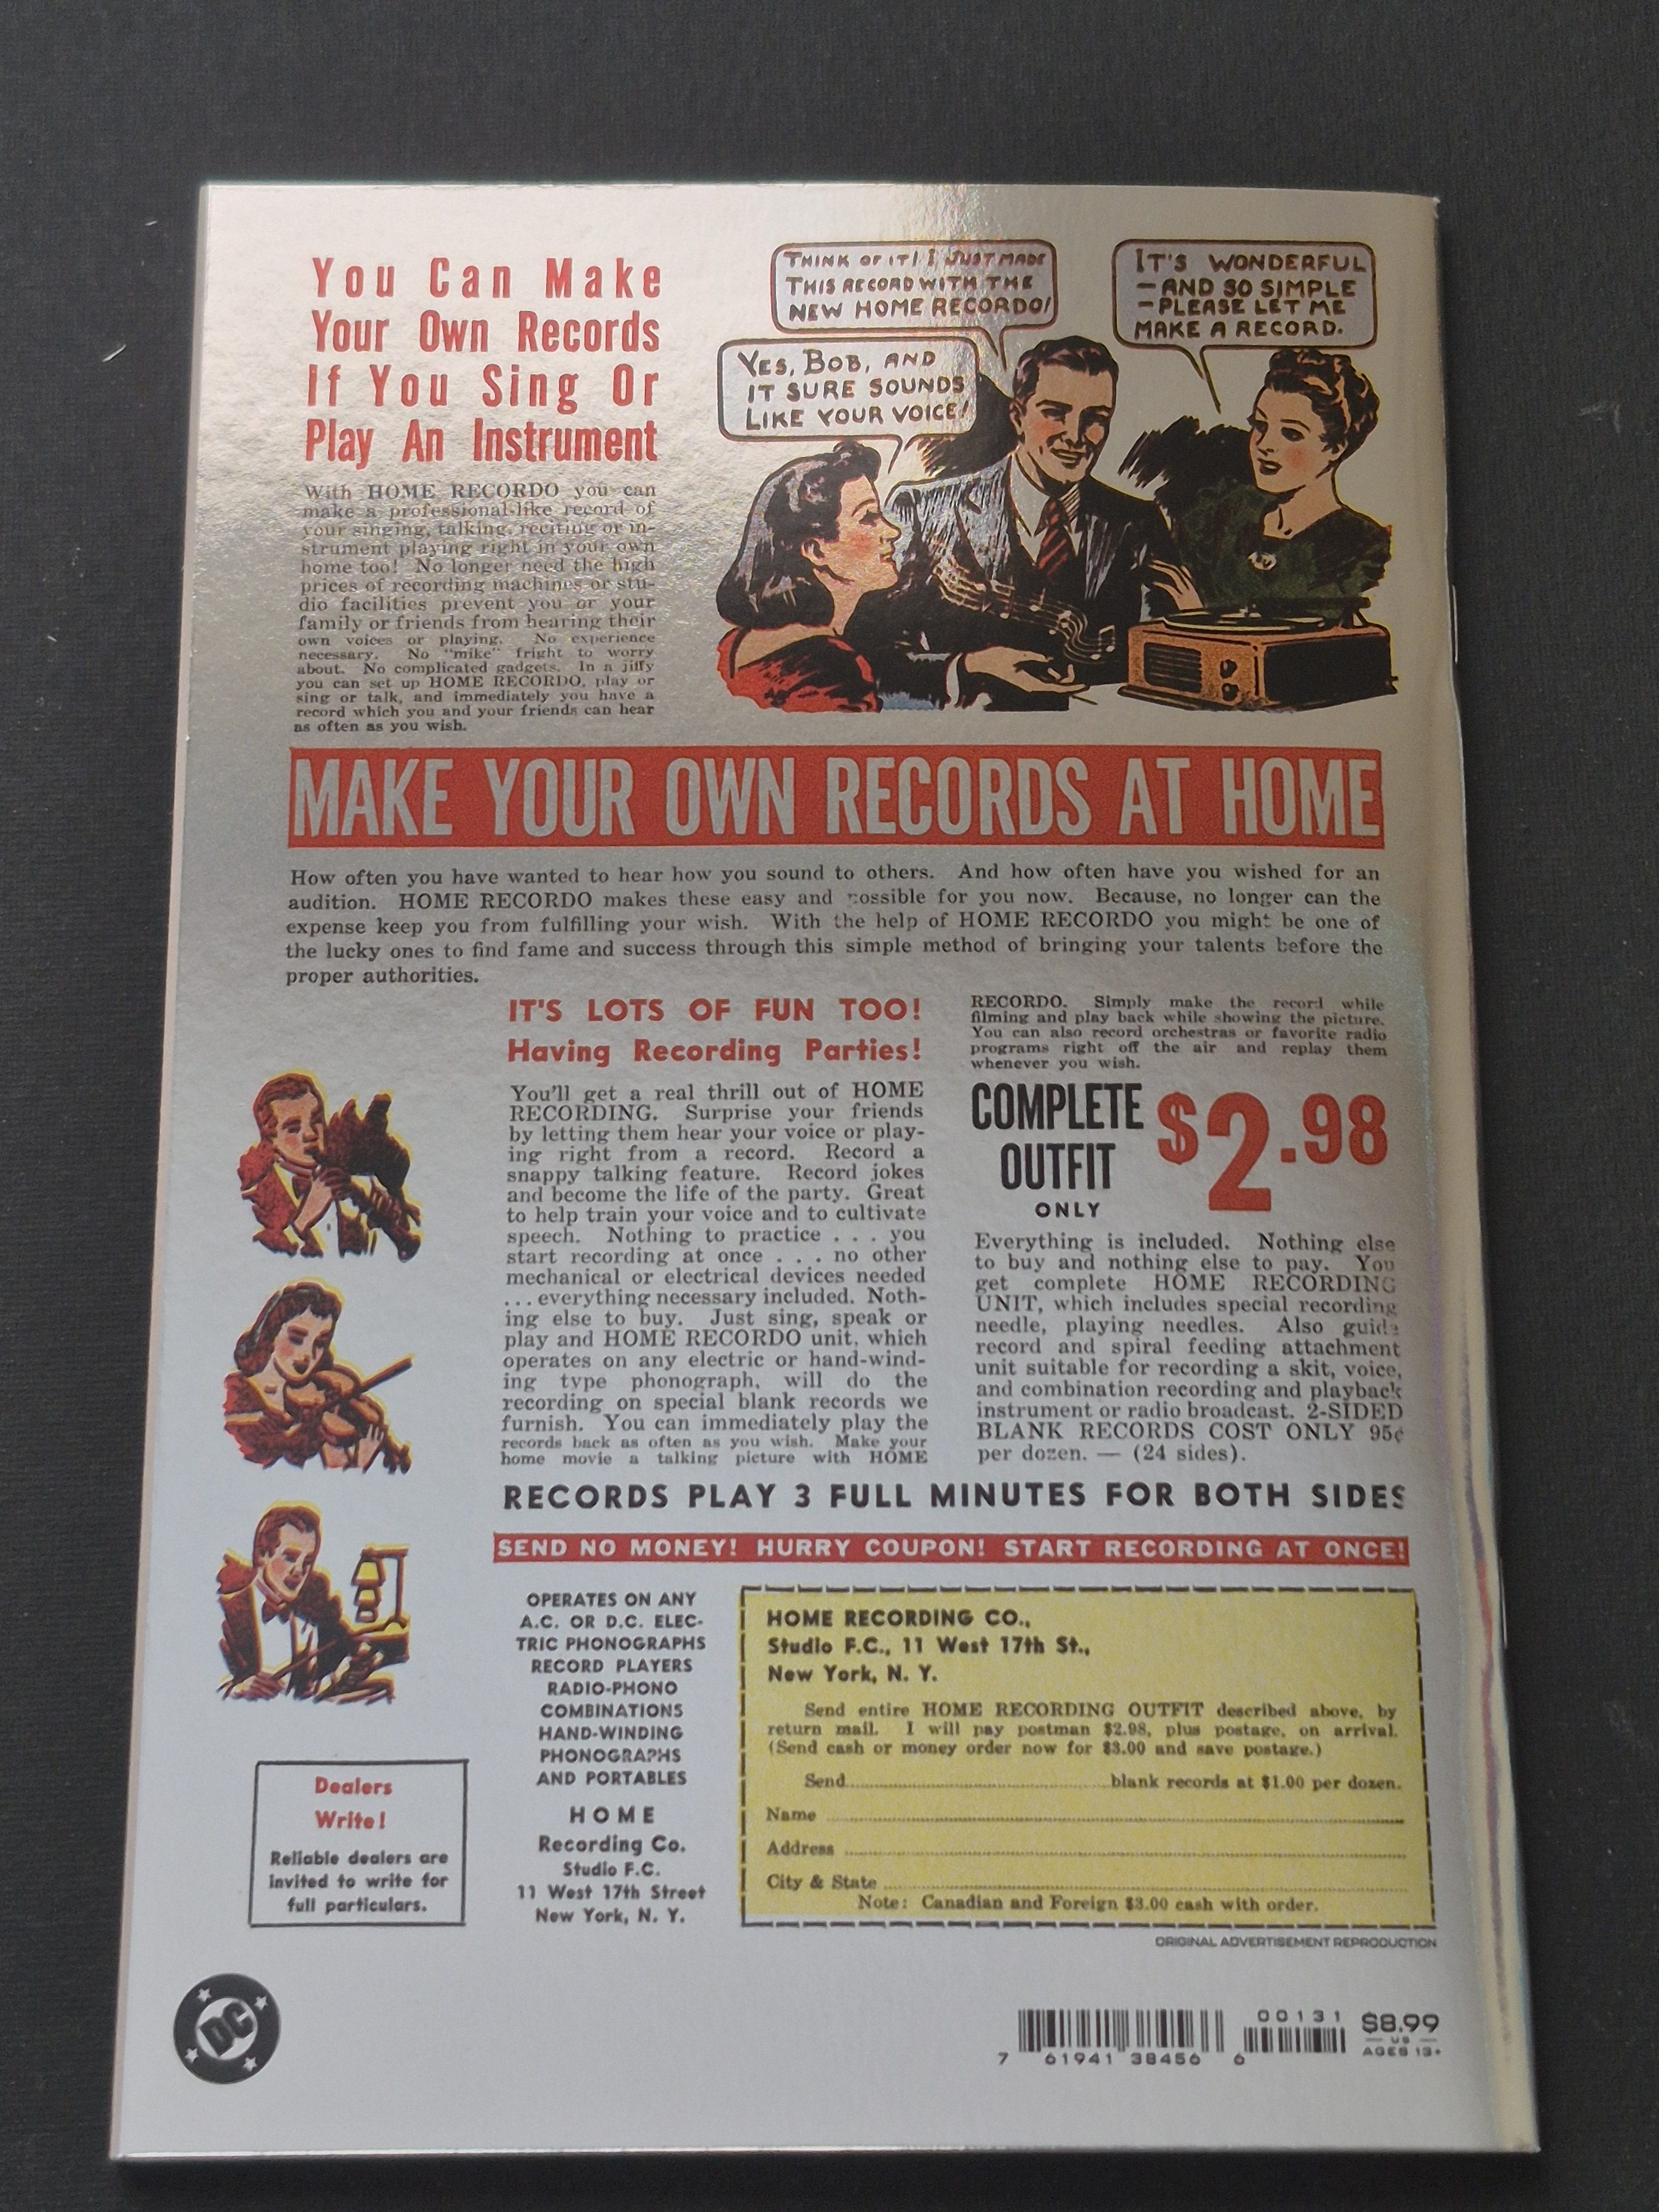 You Can Make
Your Own Records
If You Sing Or
Play An Instrument
With HOME RECORDO you can
make a professional-like record of
your singing, talking, reciting or in-
strument playing right in your own
home too! No longer need the high
prices of recording machines or stu-
dio facilities prevent you or your
family or friends from hearing their
own voices or playing. No experience
necessary. No "mike" fright to worry
about. No complicated gadgets. In a jiffy
you can set up HOME RECORDO, play or
sing or talk, and immediately you have a
record which you and your friends can hear
as often as you wish.
THINK OF IT! I JUST MADE
THIS RECORD WITH THE
NEW HOME RECORDO!
YES, BOB, AND
IT SURE SOUNDS
LIKE YOUR VOICE!
IT'S WONDERFUL
-AND SO SIMPLE
-PLEASE LET ME
MAKE A RECORD.
MAKE YOUR OWN RECORDS AT HOME
How often you have wanted to hear how you sound to others. And how often have you wished for an
audition. HOME RECORDO makes these easy and possible for you now. Because, no longer can the
expense keep you from fulfilling your wish. With the help of HOME RECORDO you might be one of
the lucky ones to find fame and success through this simple method of bringing your talents before the
proper authorities.
IT'S LOTS OF FUN TOO!
Having Recording Parties!
You'll get a real thrill out of HOME
RECORDING. Surprise your friends
by letting them hear your voice or play-
ing right from a record. Record a
snappy talking feature. Record jokes
and become the life of the party. Great
to help train your voice and to cultivate
speech. Nothing to practice . . . you
start recording at once . . . no other
mechanical or electrical devices needed
. . . everything necessary included. Noth-
ing else to buy. Just sing, speak or
play and HOME RECORDO unit, which
operates on any electric or hand-wind-
ing type phonograph, will do the
recording on special blank records we
furnish. You can immediately play the
records back as often as you wish. Make your
home movie a talking picture with HOME
RECORDO. Simply make the record while
filming and play back while showing the picture.
You can also record orchestras or favorite radio
programs right off the air and replay them
whenever you wish.
COMPLETE
OUTFIT
ONLY
$2.98
Everything is included. Nothing else
to buy and nothing else to pay. You
get complete HOME RECORDING
UNIT, which includes special recording
needle, playing needles. Also guide
record and spiral feeding attachment
unit suitable for recording a skit, voice,
and combination recording and playback
instrument or radio broadcast. 2-SIDED
BLANK RECORDS COST ONLY 95¢
per dozen. — (24 sides).
RECORDS PLAY 3 FULL MINUTES FOR BOTH SIDES
SEND NO MONEY! HURRY COUPON! START RECORDING AT ONCE!
OPERATES ON ANY
A.C. OR D.C. ELEC-
TRIC PHONOGRAPHS
RECORD PLAYERS
RADIO-PHONO
COMBINATIONS
HAND-WINDING
PHONOGRAPHS
AND PORTABLES
HOME
Recording Co.
Studio F.C.
11 West 17th Street
New York, N. Y.
HOME RECORDING CO.,
Studio F.C., 11 West 17th St.,
New York, N. Y.
Send entire HOME RECORDING OUTFIT described above, by
return mail. I will pay postman $2.98, plus postage, on arrival.
(Send cash or money order now for $3.00 and save postage.)
Send..............................blank records at $1.00 per dozen.
Name
Address
City & State
Note: Canadian and Foreign $3.00 cash with order.
Dealers
Write!
Reliable dealers are
invited to write for
full particulars.
ORIGINAL ADVERTISEMENT REPRODUCTION
DC
7 61941 38456 6
00131
$8.99
US
AGES 13+